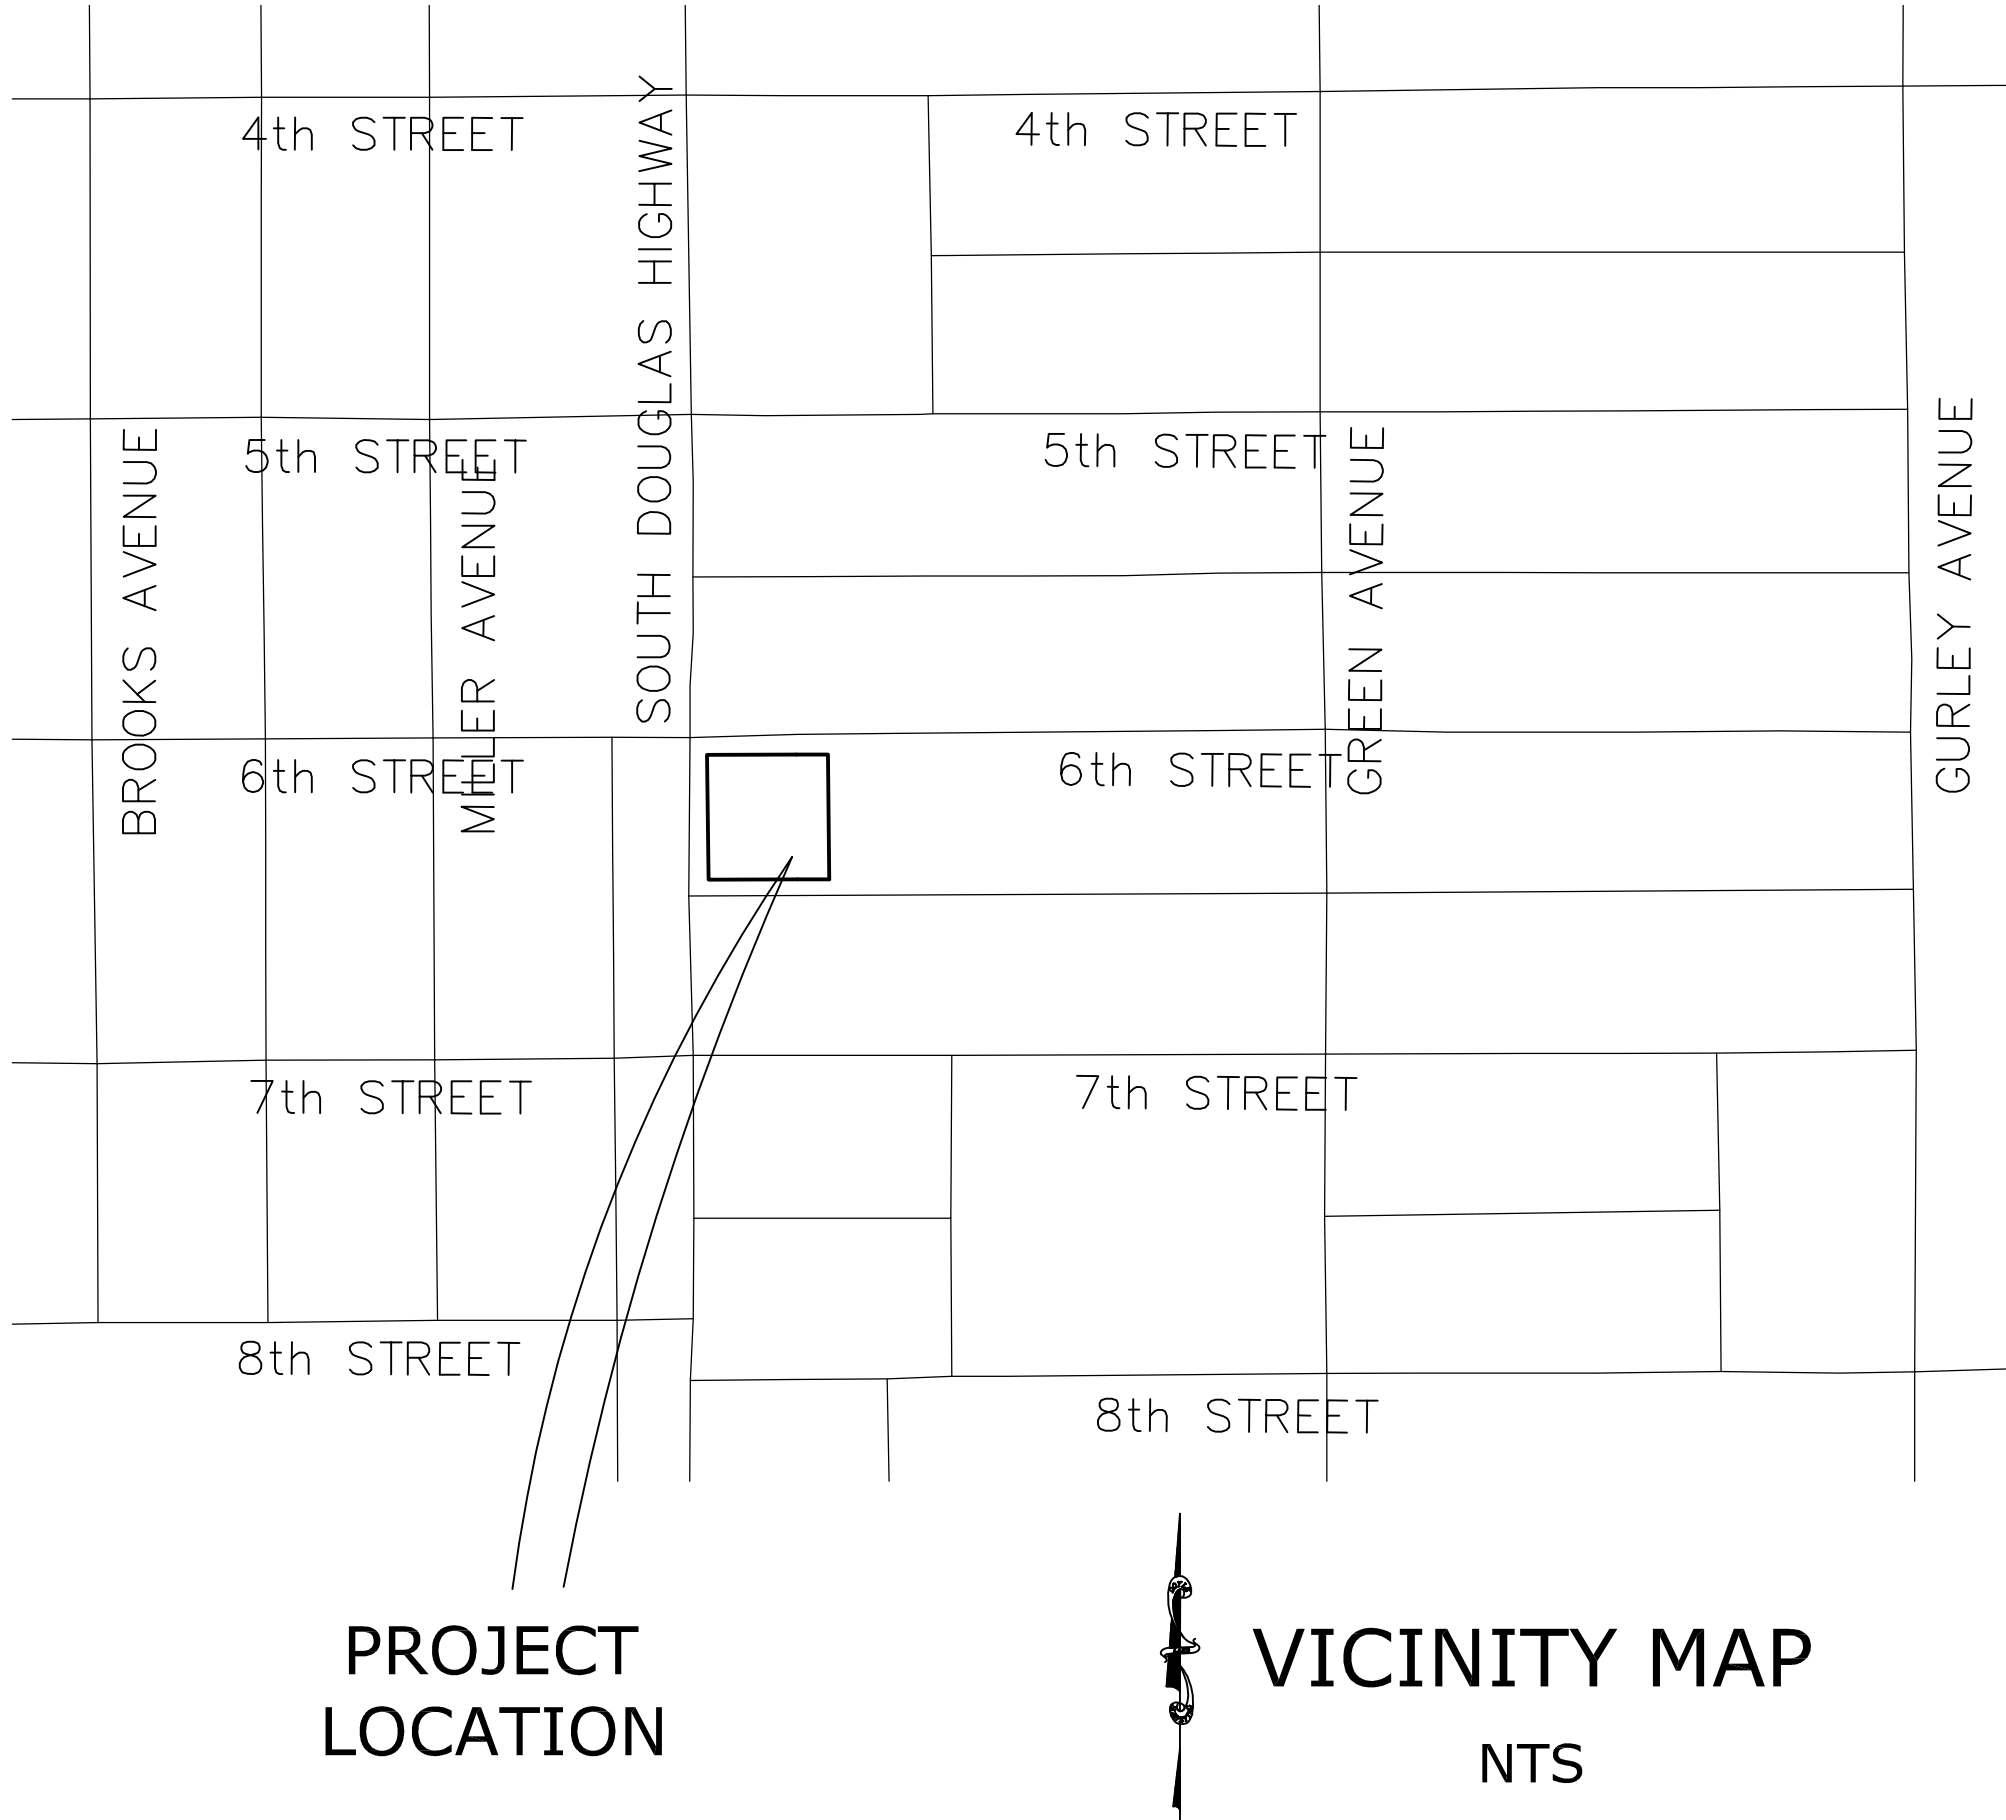 4th STREET
4th STREET
SOUTH DOUGLAS HIGHWAY
5th STREET
5th STREET
BROOKS AVENUE
MILLER AVENUE
GREEN AVENUE
GURLEY AVENUE
6th STREET
6th STREET
7th STREET
7th STREET
8th STREET
8th STREET
PROJECT
LOCATION
VICINITY MAP
NTS